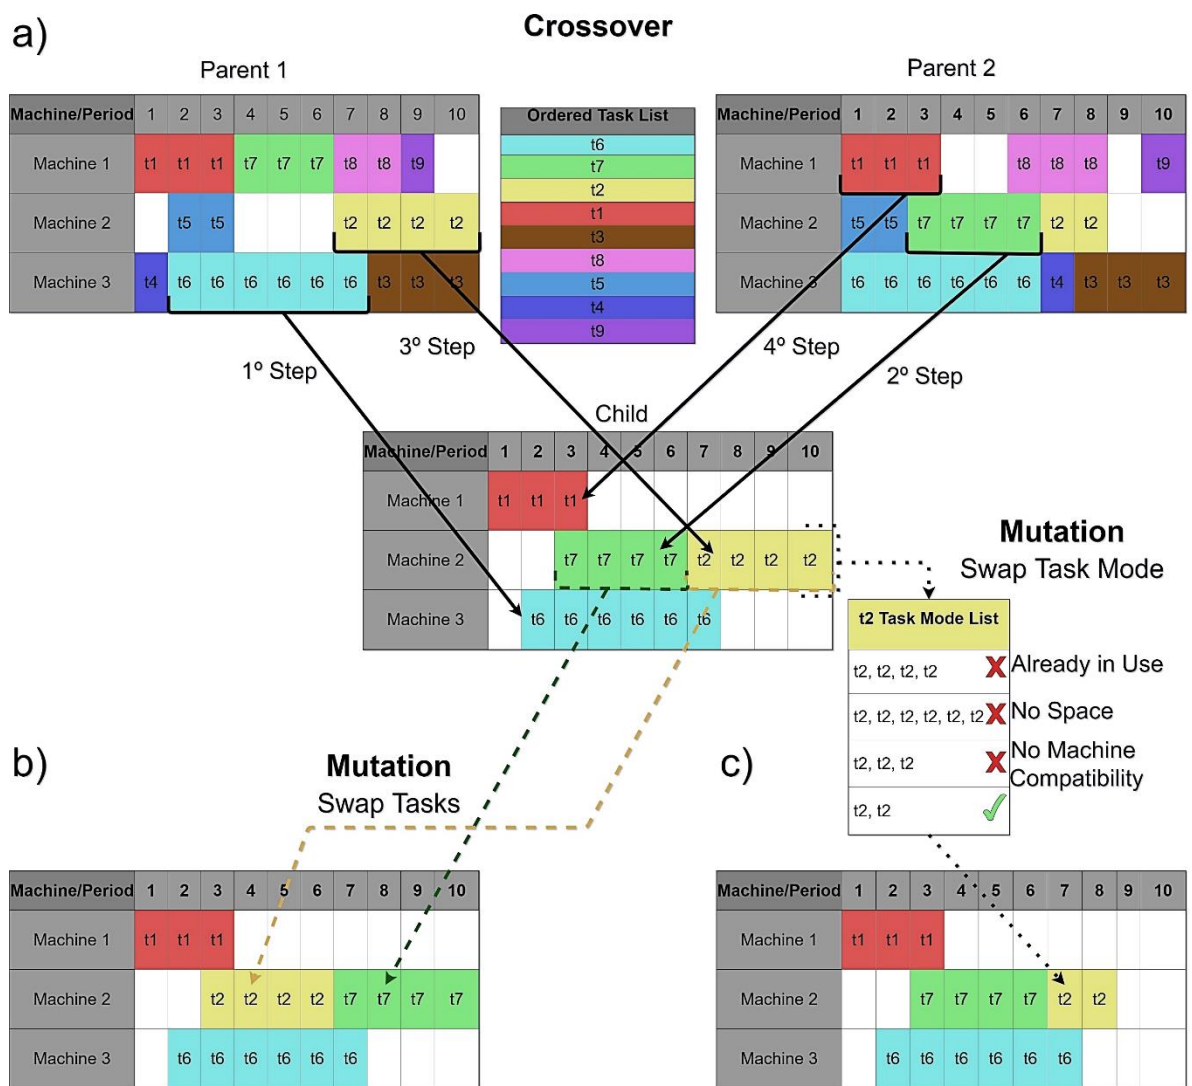 a)
Crossover
Parent 1
Parent 2
Machine/Period 1 2 3 4 5 6 7 8 9 10
Machine 1 t1 t1 t1 t7 t7 t7 t8 t8 t9
Machine 2 t5 t5 t2 t2 t2 t2
Machine 3 t4 t6 t6 t6 t6 t6 t6 t3 t3 t3
Ordered Task List
t6
t7
t2
t1
t3
t8
t5
t4
t9
Machine/Period 1 2 3 4 5 6 7 8 9 10
Machine 1 t1 t1 t1 t8 t8 t8 t9
Machine 2 t5 t5 t7 t7 t7 t7 t2 t2
Machine 3 t6 t6 t6 t6 t6 t6 t4 t3 t3 t3
1º Step
3º Step
4º Step
2º Step
Child
Machine/Period 1 2 3 4 5 6 7 8 9 10
Machine 1 t1 t1 t1
Machine 2 t7 t7 t7 t7 t2 t2 t2 t2
Machine 3 t6 t6 t6 t6 t6 t6
Mutation
Swap Task Mode
t2 Task Mode List
t2, t2, t2, t2 X Already in Use
t2, t2, t2, t2, t2, t2 X No Space
t2, t2, t2 X No Machine
Compatibility
t2, t2
b)
Mutation
Swap Tasks
Machine/Period 1 2 3 4 5 6 7 8 9 10
Machine 1 t1 t1 t1
Machine 2 t2 t2 t2 t2 t7 t7 t7 t7
Machine 3 t6 t6 t6 t6 t6 t6
c)
Machine/Period 1 2 3 4 5 6 7 8 9 10
Machine 1 t1 t1 t1
Machine 2 t7 t7 t7 t7 t2 t2
Machine 3 t6 t6 t6 t6 t6 t6